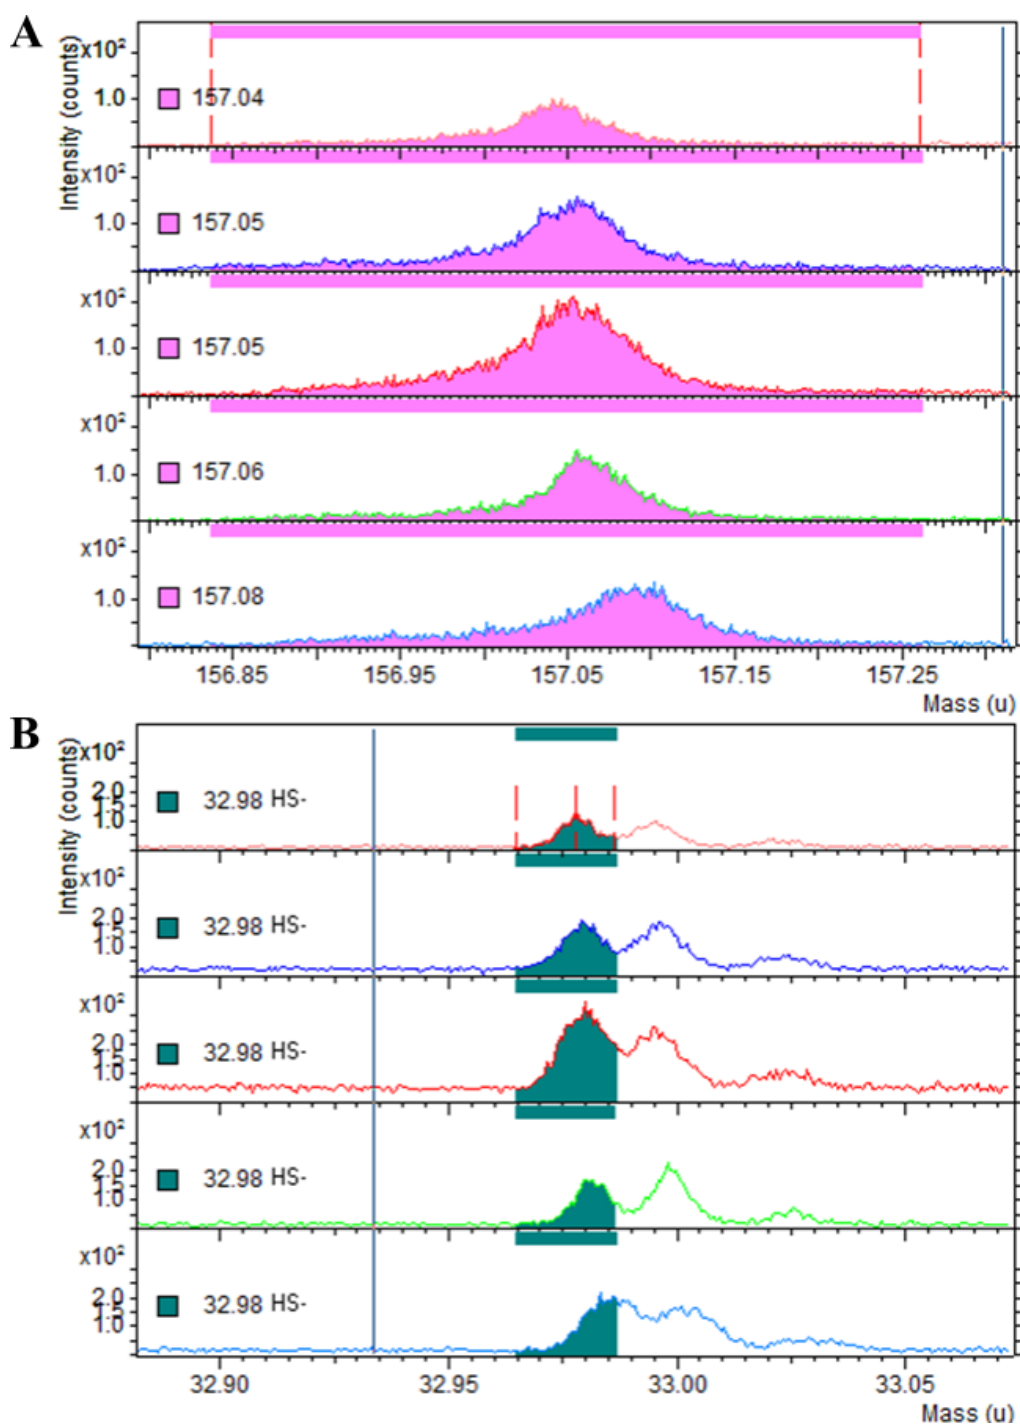 A
Intensity (counts)
x10²
1.0
157.04
x10²
1.0
157.05
x10²
1.0
157.05
x10²
1.0
157.06
x10²
1.0
157.08
156.85 156.95 157.05 157.15 157.25
Mass (u)
B
Intensity (counts)
x10²
2.0
1.5
1.0
32.98 HS-
x10²
2.0
1.5
1.0
32.98 HS-
x10²
2.0
1.5
1.0
32.98 HS-
x10²
2.0
1.5
1.0
32.98 HS-
x10²
2.0
1.5
1.0
32.98 HS-
32.90 32.95 33.00 33.05
Mass (u)